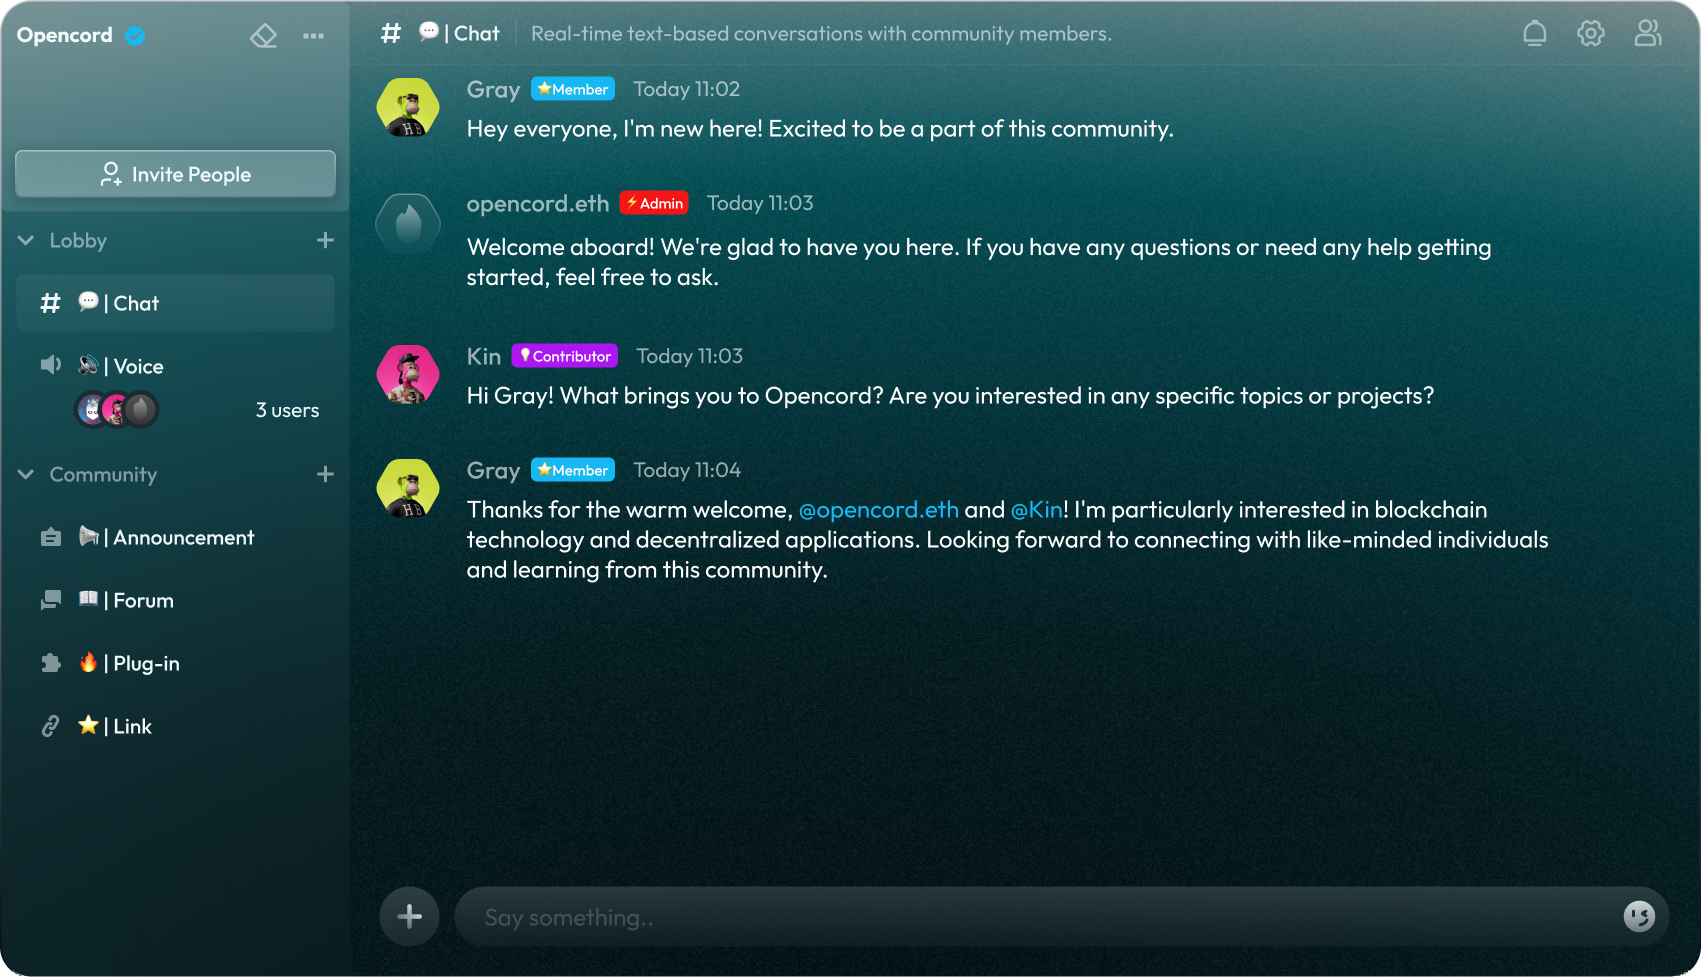 Opencord
Invite People
Lobby
# 💬 | Chat
🔊 | Voice
3 users
Community
📢 | Announcement
📖 | Forum
🔥 | Plug-in
⭐ | Link
# 💬 | Chat
Real-time text-based conversations with community members.
Gray ⭐Member Today 11:02
Hey everyone, I'm new here! Excited to be a part of this community.
opencord.eth ⚡Admin Today 11:03
Welcome aboard! We're glad to have you here. If you have any questions or need any help getting
started, feel free to ask.
Kin 💡Contributor Today 11:03
Hi Gray! What brings you to Opencord? Are you interested in any specific topics or projects?
Gray ⭐Member Today 11:04
Thanks for the warm welcome, @opencord.eth and @Kin! I'm particularly interested in blockchain
technology and decentralized applications. Looking forward to connecting with like-minded individuals
and learning from this community.
Say something..